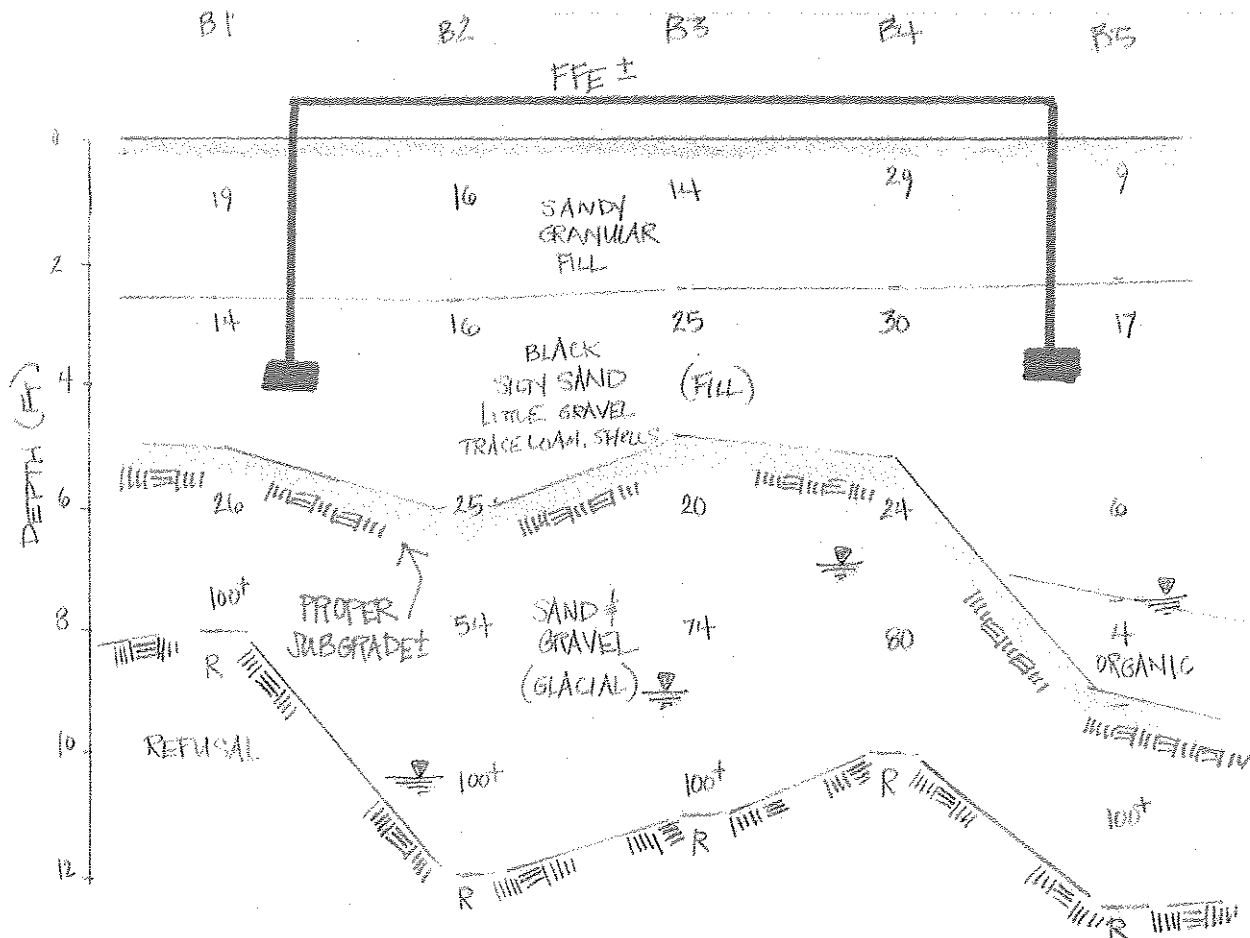 B1 B2 B3 B4 B5
FFE ±
0
19 16 14 29 9
SANDY
GRANULAR
FILL
2
14 16 25 30 17
BLACK
SILTY SAND (FILL)
LITTLE GRAVEL
TRACE LOAM, SHELLS
4
DEPTH (FT)
6
26 25 20 24 6
100+
PROPER
SUBGRADE±
54 SAND &
GRAVEL
(GLACIAL)
74 80 4
ORGANIC
8
R
REFUSAL
10
100+ 100+ 100+
R R
12
R R